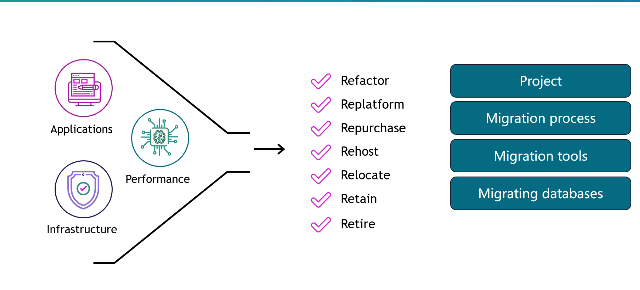 Applications
Performance
Infrastructure
Refactor
Replatform
Repurchase
Rehost
Relocate
Retain
Retire
Project
Migration process
Migration tools
Migrating databases